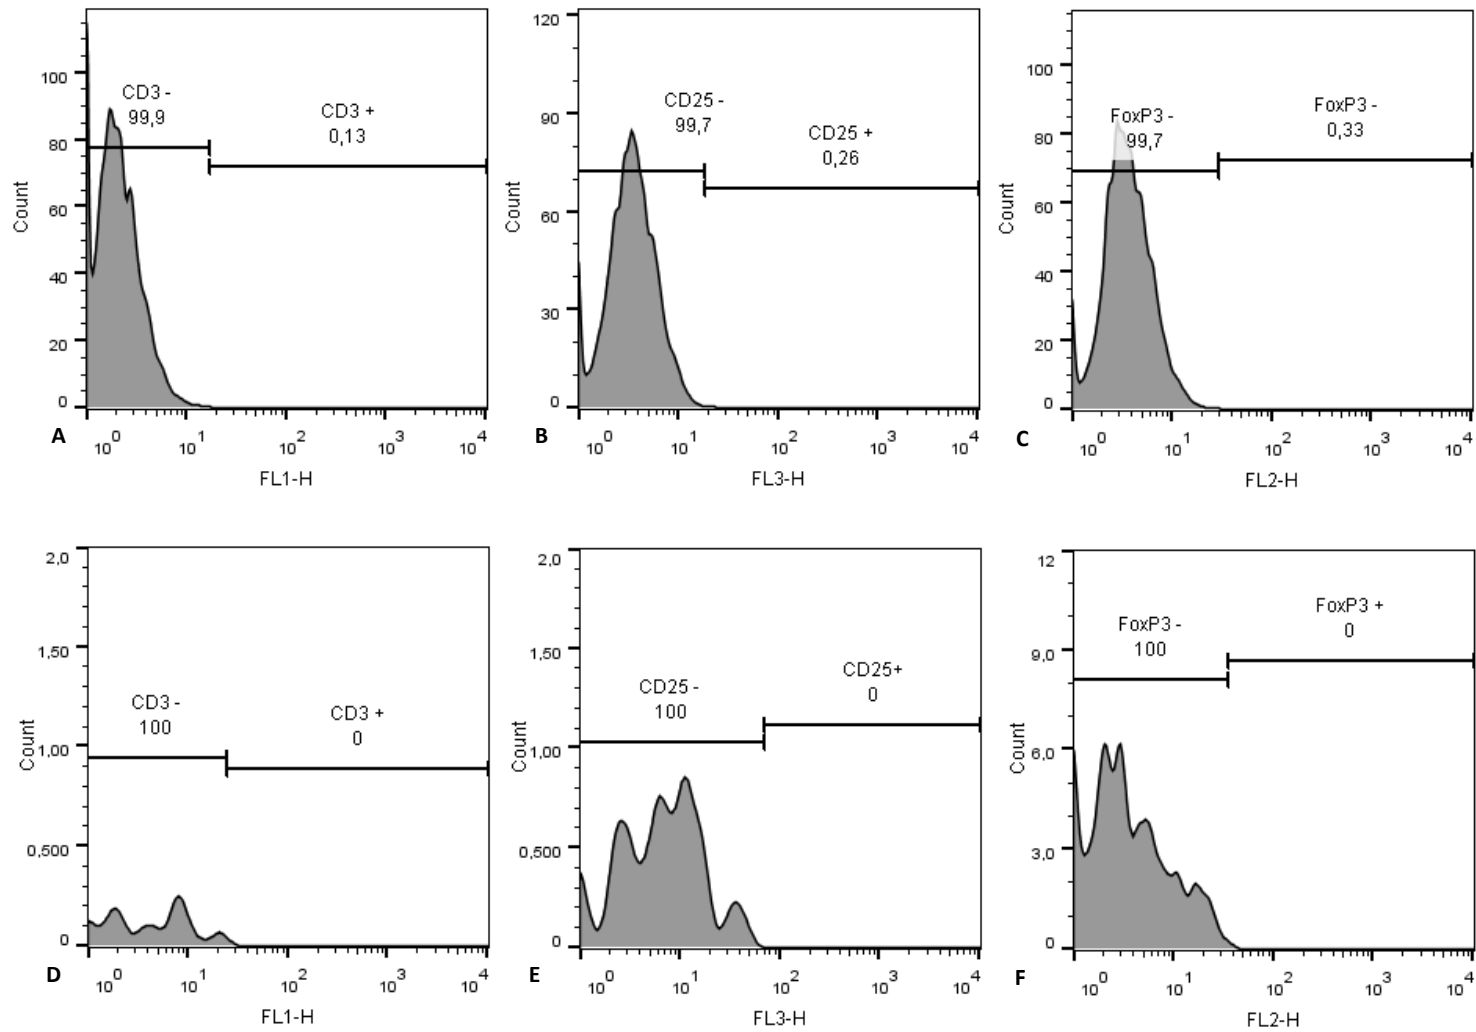 100
80
60
40
20
0
Count
CD3 -
99,9
CD3 +
0,13
10^0
10^1
10^2
10^3
10^4
FL1-H
A
120
90
60
30
0
Count
CD25 -
99,7
CD25 +
0,26
10^0
10^1
10^2
10^3
10^4
FL3-H
B
100
80
60
40
20
0
Count
FoxP3 -
99,7
FoxP3 -
0,33
10^0
10^1
10^2
10^3
10^4
FL2-H
C
2,0
1,50
1,00
0,500
0
Count
CD3 -
100
CD3 +
0
10^0
10^1
10^2
10^3
10^4
FL1-H
D
2,0
1,50
1,00
0,500
0
Count
CD25 -
100
CD25+
0
10^0
10^1
10^2
10^3
10^4
FL3-H
E
12
9,0
6,0
3,0
0
Count
FoxP3 -
100
FoxP3 +
0
10^0
10^1
10^2
10^3
10^4
FL2-H
F